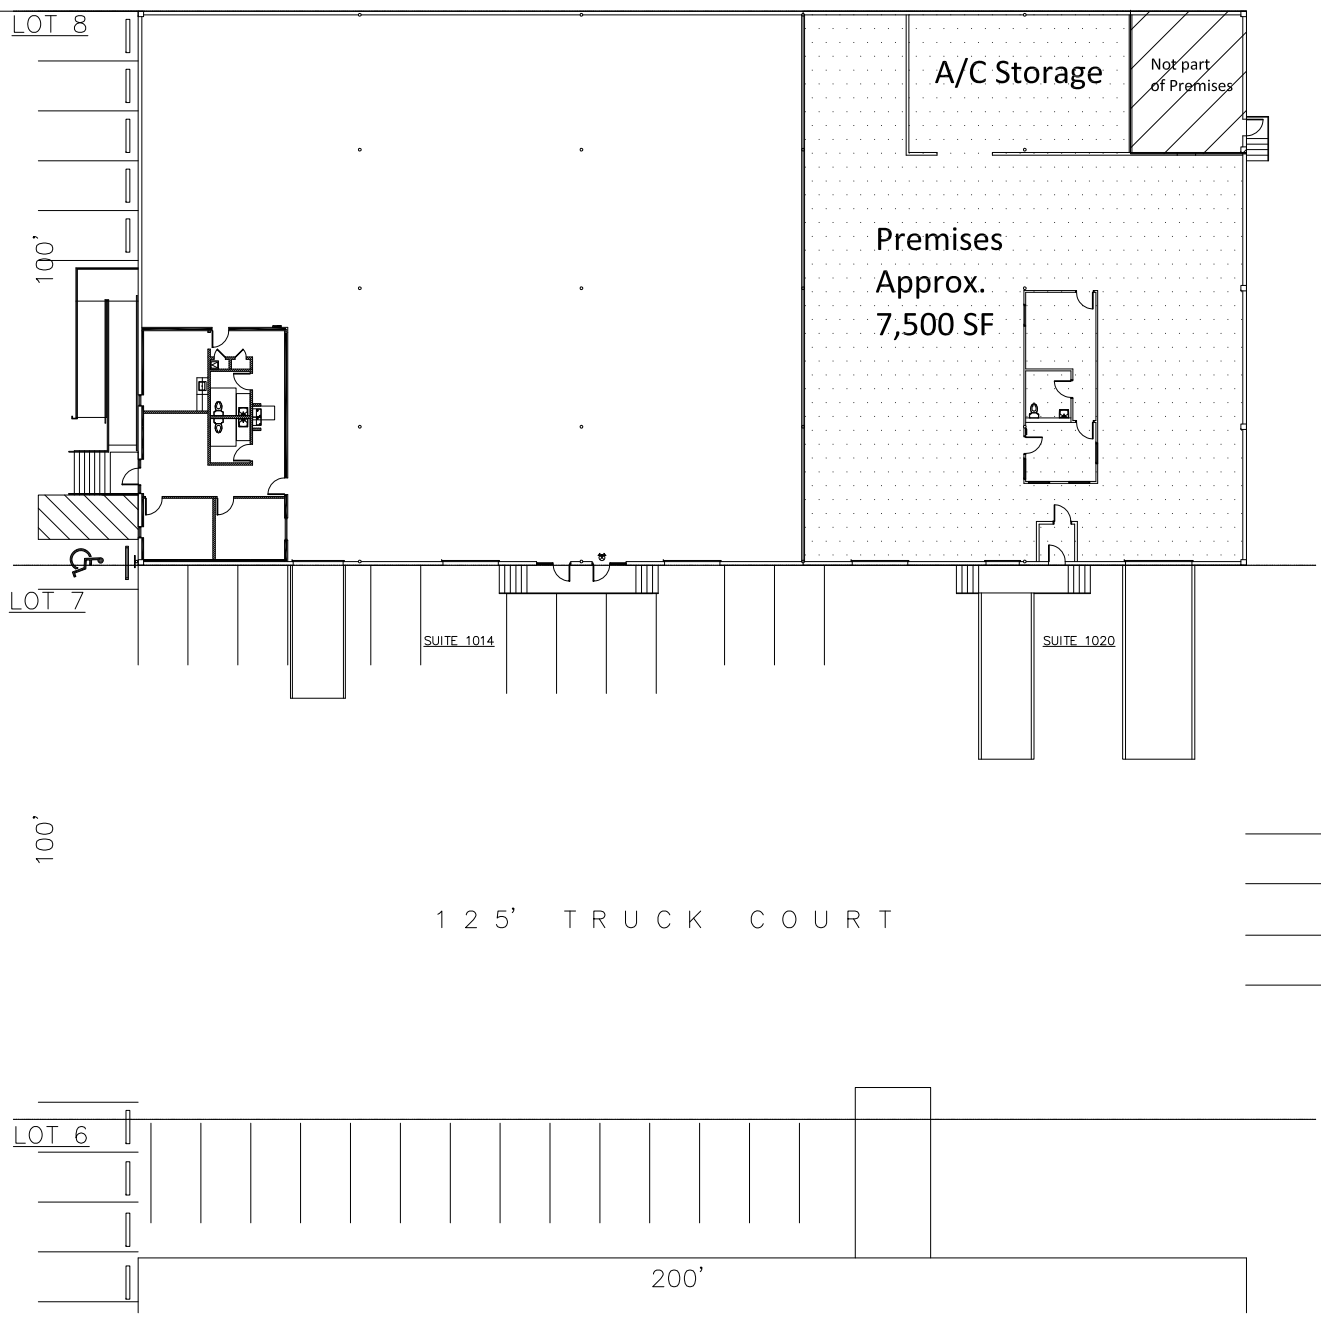 LOT 8
A/C Storage
Not part
of Premises
100'
Premises
Approx.
7,500 SF
LOT 7
SUITE 1014
SUITE 1020
100'
125' TRUCK COURT
LOT 6
200'